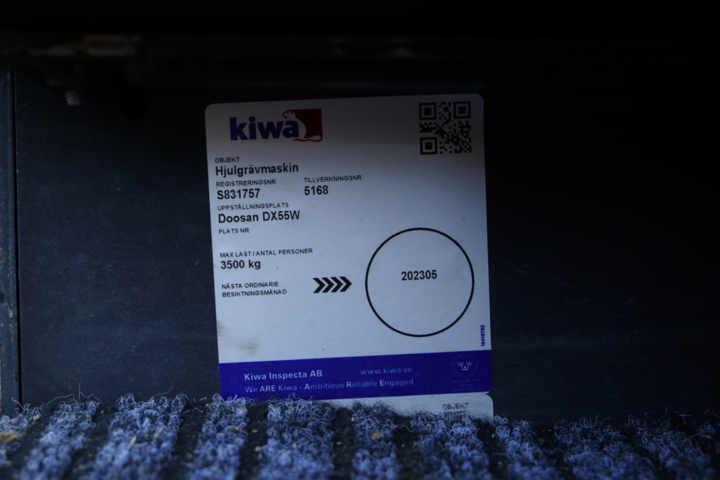 kiwa
OBJEKT
Hjulgrävmaskin
REGISTRERINGSNR TILLVERKNINGSNR
S831757 5168
UPPSTÄLLNINGSPLATS
Doosan DX55W
PLATS NR
MAX LAST / ANTAL PERSONER
3500 kg
NÄSTA ORDINARIE
BESIKTNINGSMÅNAD
202305
Kiwa Inspecta AB www.kiwa.se
We ARE Kiwa - Ambitious Reliable Engaged
OBJEKT